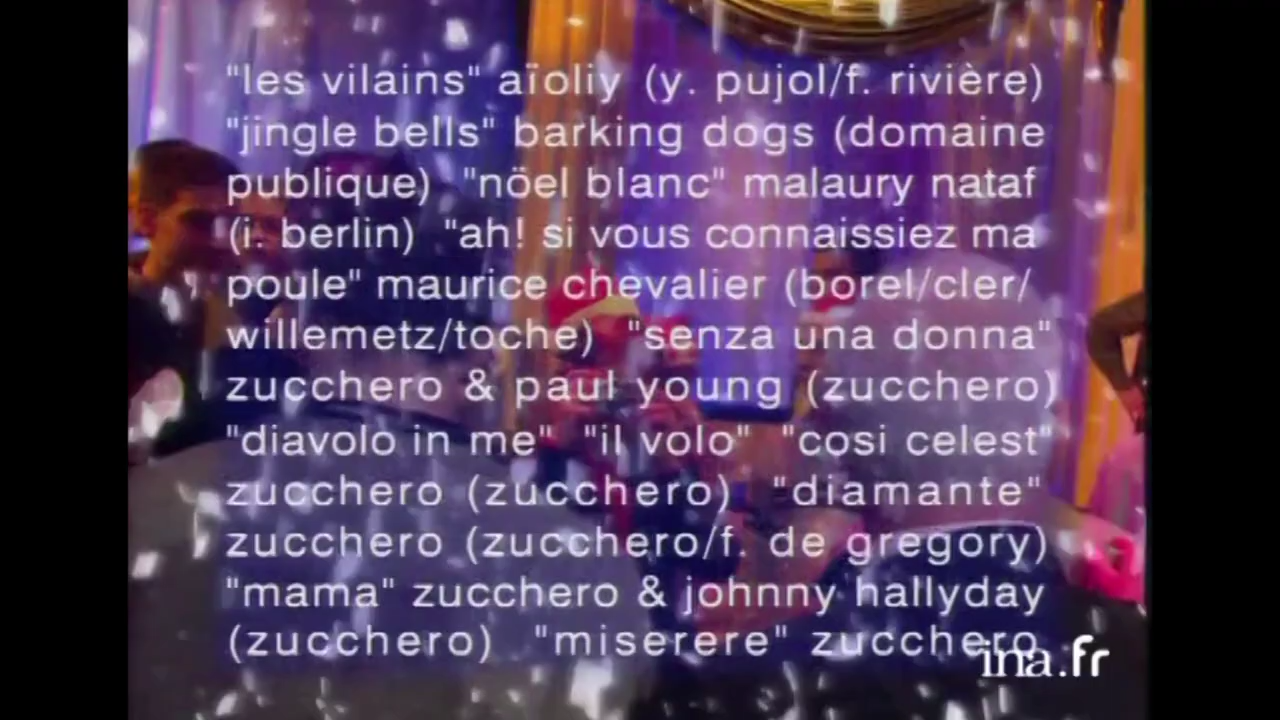 "les vilains" aïoliy (y. pujol/f. rivière)
"jingle bells" barking dogs (domaine
publique) "nöel blanc" malaury nataf
(i. berlin) "ah! si vous connaissiez ma
poule" maurice chevalier (borel/cler/
willemetz/toche) "senza una donna"
zucchero & paul young (zucchero)
"diavolo in me" "il volo" "cosi celest"
zucchero (zucchero) "diamante"
zucchero (zucchero/f. de gregory)
"mama" zucchero & johnny hallyday
(zucchero) "miserere" zucchero
ina.fr